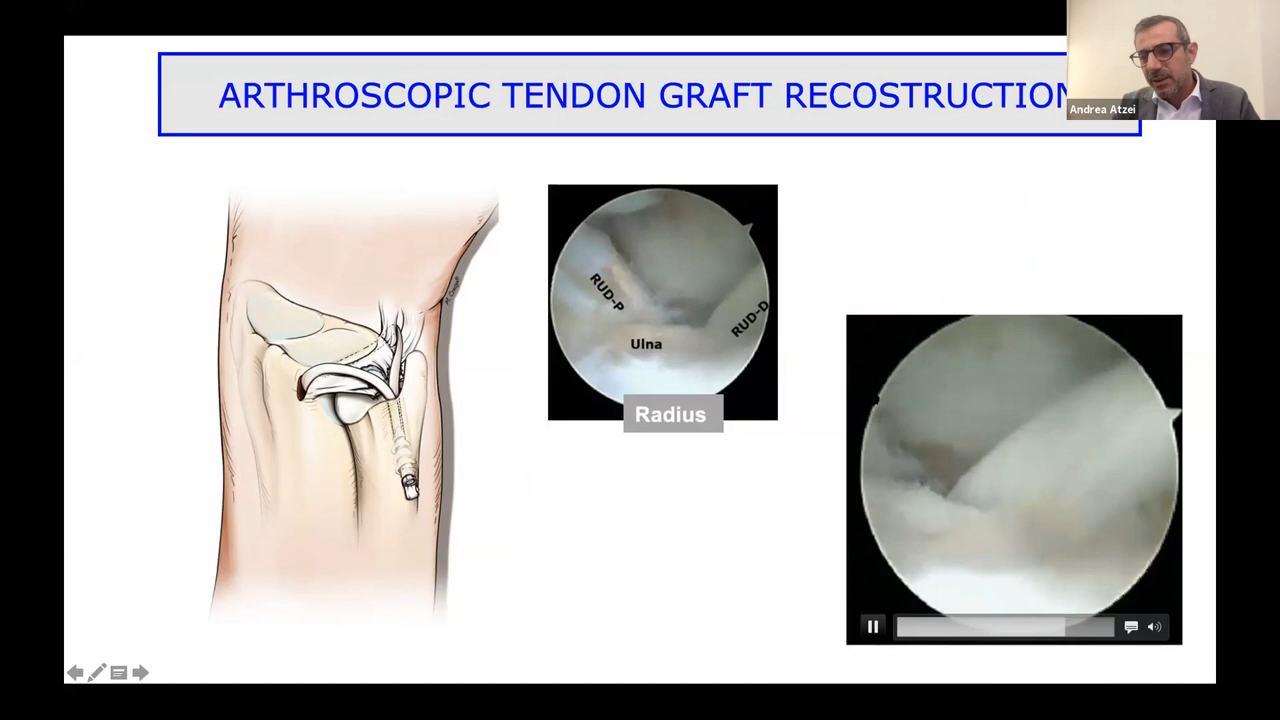 ARTHROSCOPIC TENDON GRAFT RECOSTRUCTION
Andrea Atzei
RUD-P
RUD-D
Ulna
Radius